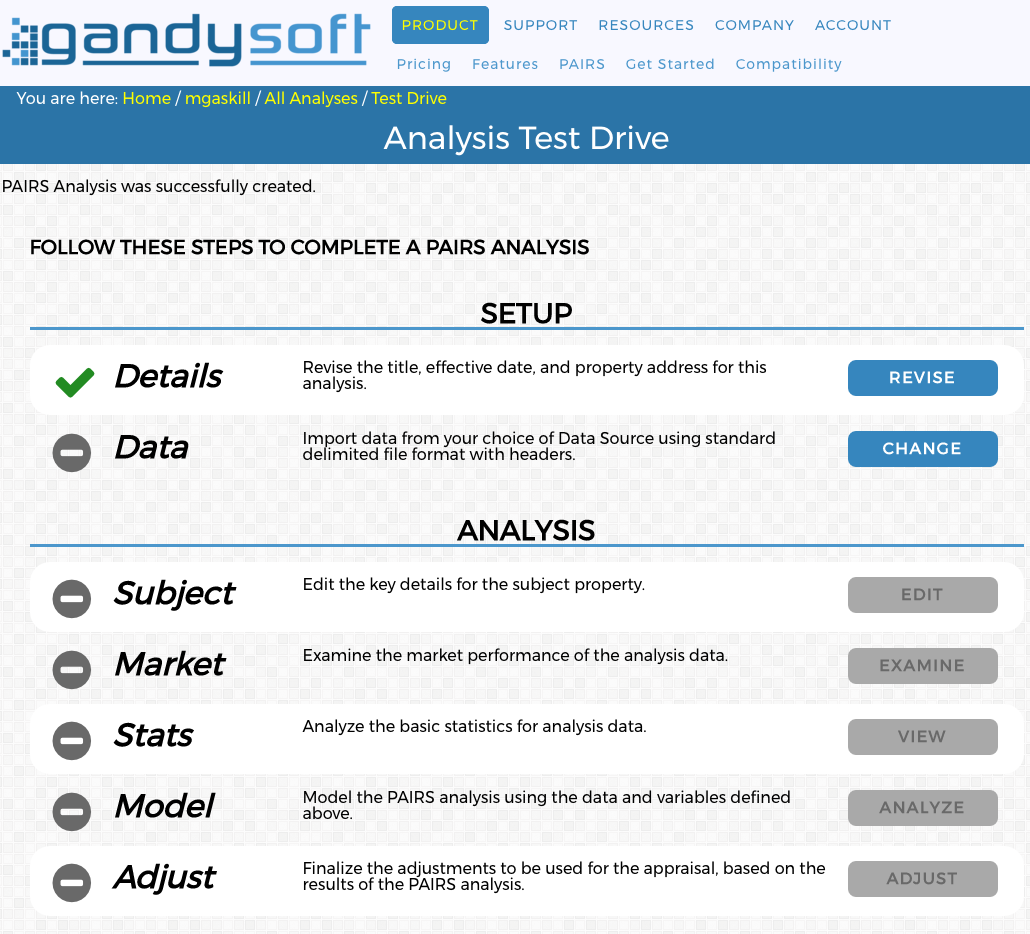 gandysoft
PRODUCT SUPPORT RESOURCES COMPANY ACCOUNT
Pricing Features PAIRS Get Started Compatibility
You are here: Home / mgaskill / All Analyses / Test Drive
Analysis Test Drive
PAIRS Analysis was successfully created.
FOLLOW THESE STEPS TO COMPLETE A PAIRS ANALYSIS
SETUP
Details
Revise the title, effective date, and property address for this
analysis.
REVISE
Data
Import data from your choice of Data Source using standard
delimited file format with headers.
CHANGE
ANALYSIS
Subject
Edit the key details for the subject property.
EDIT
Market
Examine the market performance of the analysis data.
EXAMINE
Stats
Analyze the basic statistics for analysis data.
VIEW
Model
Model the PAIRS analysis using the data and variables defined
above.
ANALYZE
Adjust
Finalize the adjustments to be used for the appraisal, based on the
results of the PAIRS analysis.
ADJUST